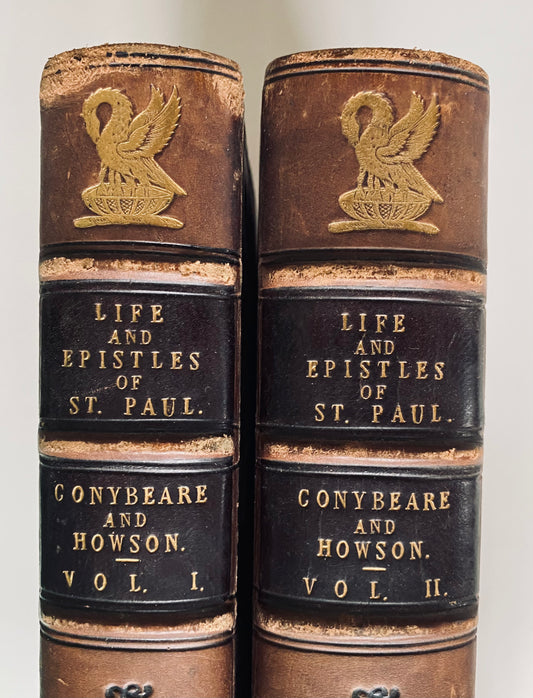 LIFE
AND
EPISTLES
OF
ST. PAUL.
CONYBEARE
AND
HOWSON.
VOL. I.
LIFE
AND
EPISTLES
OF
ST. PAUL.
CONYBEARE
AND
HOWSON.
VOL. II.